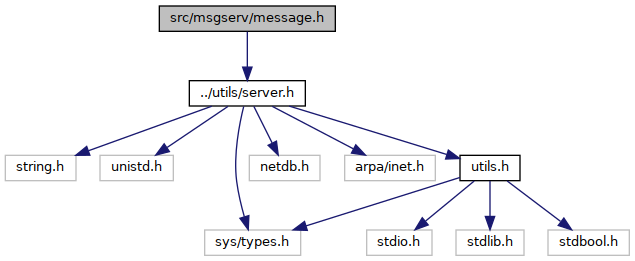 src/msgserv/message.h
../utils/server.h
string.h
unistd.h
netdb.h
arpa/inet.h
utils.h
sys/types.h
stdio.h
stdlib.h
stdbool.h